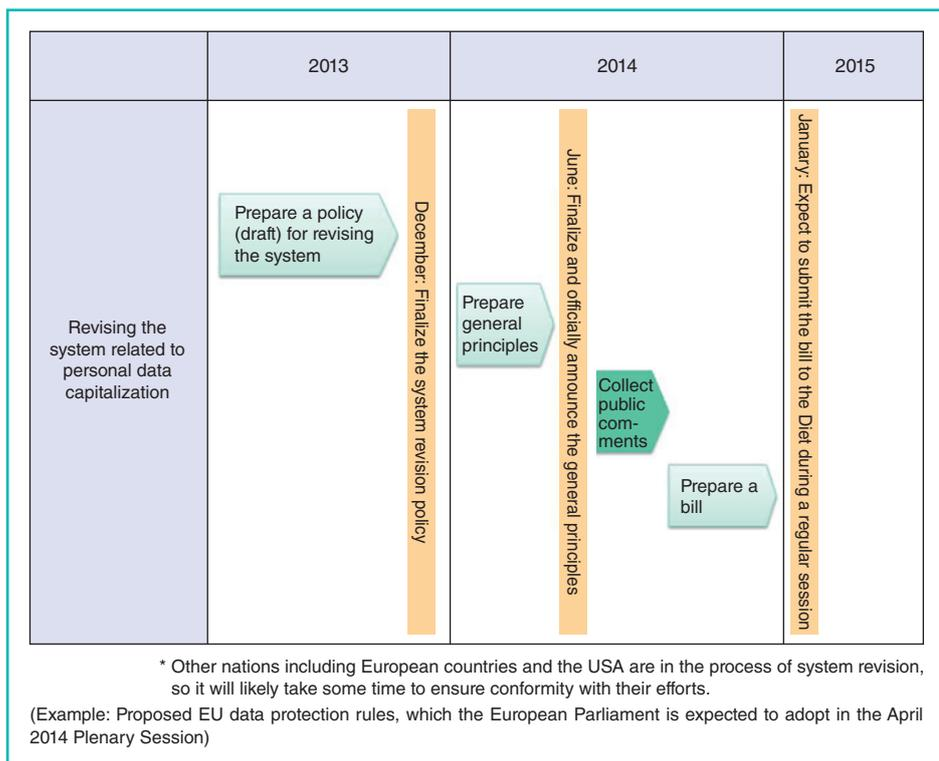 2013
2014
2015
Revising the
system related to
personal data
capitalization
Prepare a policy
(draft) for revising
the system
December: Finalize the system revision policy
Prepare
general
principles
June: Finalize and officially announce the general principles
Collect
public
com-
ments
Prepare a
bill
January: Expect to submit the bill to the Diet during a regular session
* Other nations including European countries and the USA are in the process of system revision,
so it will likely take some time to ensure conformity with their efforts.
(Example: Proposed EU data protection rules, which the European Parliament is expected to adopt in the April
2014 Plenary Session)